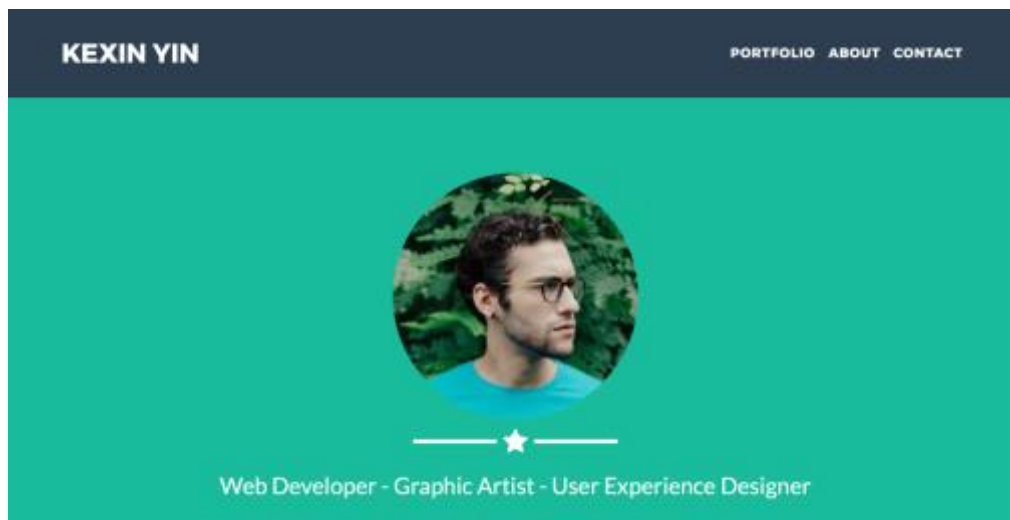 KEXIN YIN
PORTFOLIO ABOUT CONTACT
Web Developer - Graphic Artist - User Experience Designer